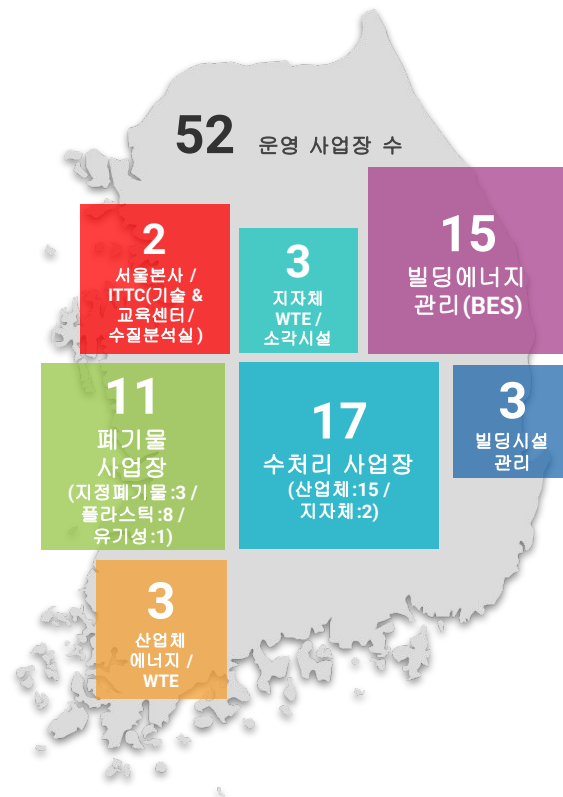 52 운영 사업장 수
2
서울본사 /
ITTC(기술 &
교육센터/
수질분석실)
3
지자체
WTE /
소각시설
15
빌딩에너지
관리(BES)
11
폐기물
사업장
(지정폐기물:3 /
플라스틱:8 /
유기성:1)
17
수처리 사업장
(산업체:15 /
지자체:2)
3
빌딩시설
관리
3
산업체
에너지 /
WTE